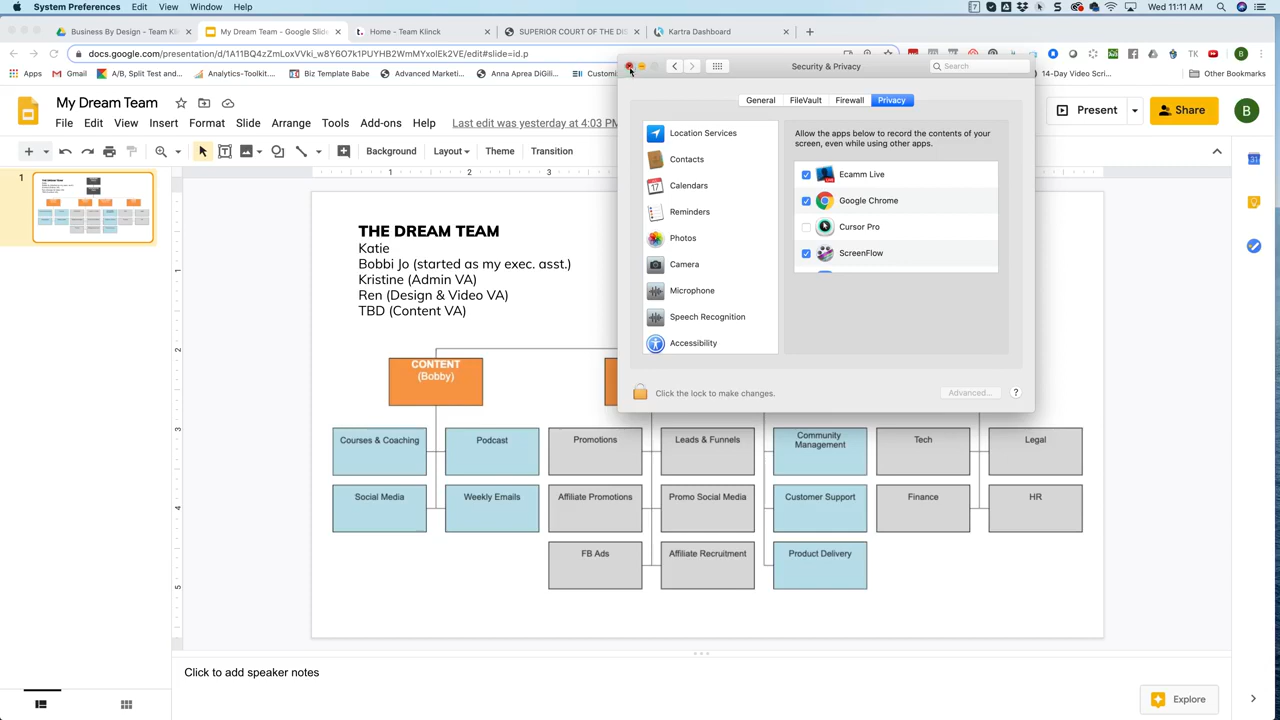 System Preferences Edit View Window Help
Wed 11:11 AM
Business By Design - Team Kli
My Dream Team - Google Slide
Home - Team Klinck
SUPERIOR COURT OF THE DIS
Kartra Dashboard
docs.google.com/presentation/d/1A11BQ4zZmLoxVVki_w8Y6O7k1PUYHB2WmMYxolEk2VE/edit#slide=id.p
Apps
Gmail
A/B, Split Test and...
Analytics-Toolkit...
Biz Template Babe
Advanced Marketi...
Anna Aprea DiGili...
Customi
14-Day Video Scri...
Other Bookmarks
My Dream Team
File Edit View Insert Format Slide Arrange Tools Add-ons Help
Last edit was yesterday at 4:03 PM
Present
Share
B
Background
Layout
Theme
Transition
Security & Privacy
Search
General
FileVault
Firewall
Privacy
Location Services
Contacts
Calendars
Reminders
Photos
Camera
Microphone
Speech Recognition
Accessibility
Allow the apps below to record the contents of your
screen, even while using other apps.
Ecamm Live
Google Chrome
Cursor Pro
ScreenFlow
Click the lock to make changes.
Advanced...
?
1
THE DREAM TEAM
Katie
Bobbi Jo (started as my exec. asst.)
Kristine (Admin VA)
Ren (Design & Video VA)
TBD (Content VA)
CONTENT
(Bobby)
Courses & Coaching
Podcast
Promotions
Leads & Funnels
Community
Management
Tech
Legal
Social Media
Weekly Emails
Affiliate Promotions
Promo Social Media
Customer Support
Finance
HR
FB Ads
Affiliate Recruitment
Product Delivery
Click to add speaker notes
Explore